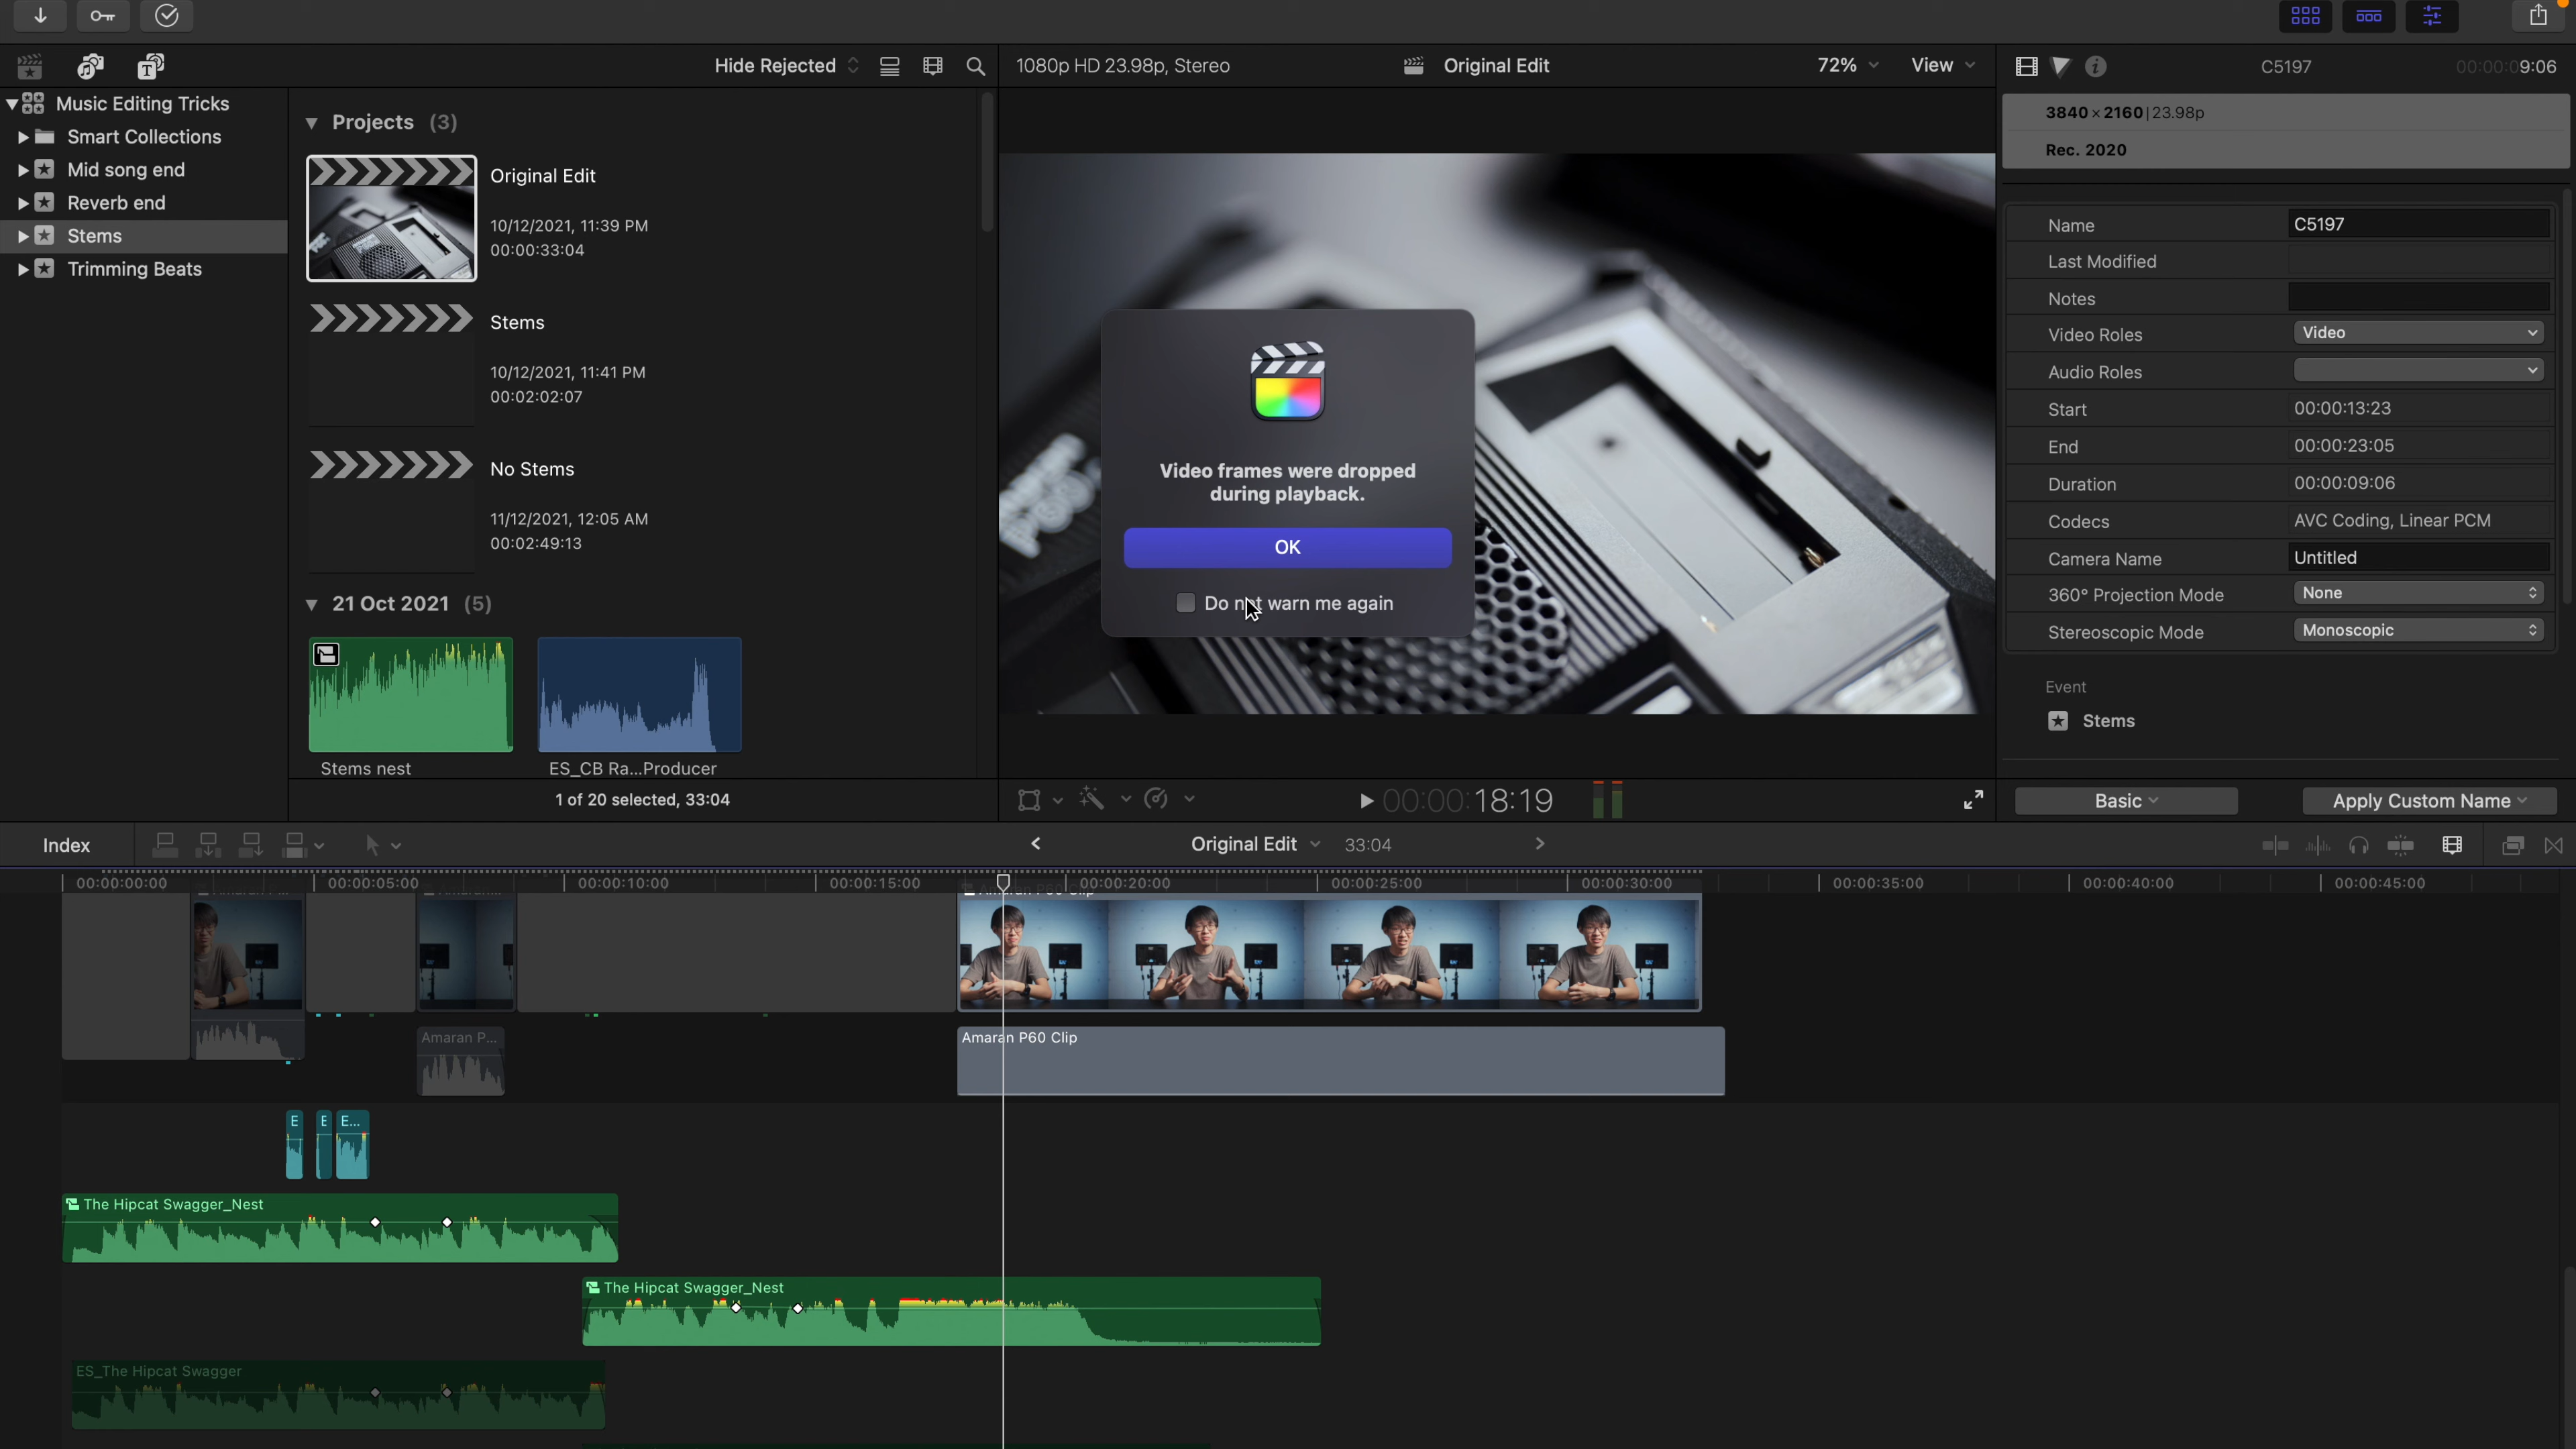 Hide Rejected
1080p HD 23.98p, Stereo
Original Edit
72%
View
C5197
00:00:09:06
Music Editing Tricks
Smart Collections
Mid song end
Reverb end
Stems
Trimming Beats
Projects (3)
Original Edit
10/12/2021, 11:39 PM
00:00:33:04
Stems
10/12/2021, 11:41 PM
00:02:02:07
No Stems
11/12/2021, 12:05 AM
00:02:49:13
21 Oct 2021 (5)
Stems nest
ES_CB Ra...Producer
1 of 20 selected, 33:04
Video frames were dropped
during playback.
OK
Do not warn me again
00:00:18:19
3840 × 2160 | 23.98p
Rec. 2020
Name C5197
Last Modified
Notes
Video Roles Video
Audio Roles
Start 00:00:13:23
End 00:00:23:05
Duration 00:00:09:06
Codecs AVC Coding, Linear PCM
Camera Name Untitled
360° Projection Mode None
Stereoscopic Mode Monoscopic
Event
Stems
Basic
Apply Custom Name
Index
Original Edit
33:04
00:00:00:00 00:00:05:00 00:00:10:00 00:00:15:00 00:00:20:00 00:00:25:00 00:00:30:00 00:00:35:00 00:00:40:00 00:00:45:00
Amaran P60 Clip
Amaran P...
Amaran P60 Clip
E E E...
The Hipcat Swagger_Nest
The Hipcat Swagger_Nest
ES_The Hipcat Swagger